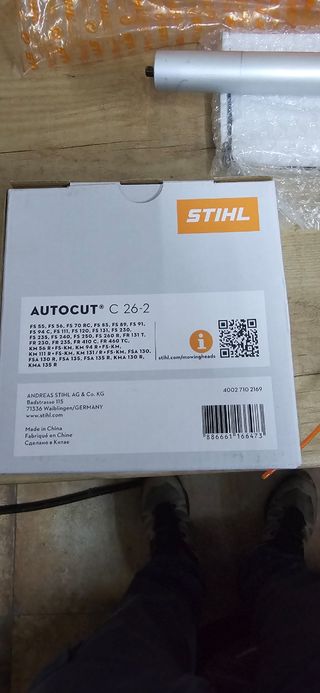 STIHL
AUTOCUT® C 26-2
FS 55, FS 56, FS 70 RC, FS 85, FS 89, FS 91,
FS 94 C, FS 111, FS 120, FS 131, FS 230,
FS 235, FS 240, FS 250, FS 260 R, FR 131 T,
FR 230, FR 235, FR 410 C, FR 460 TC,
KM 56 R + FS-KM, KM 94 R + FS-KM,
KM 111 R + FS-KM, KM 131 / R + FS-KM, FSA 130,
FSA 130 R, FSA 135, FSA 135 R, KMA 130 R,
KMA 135 R
i
stihl.com/mowingheads
ANDREAS STIHL AG & Co. KG
Badstrasse 115
71336 Waiblingen/GERMANY
4002 710 2169
Made in China
Fabriqué en Chine
Сделано в Китае
886661 166473